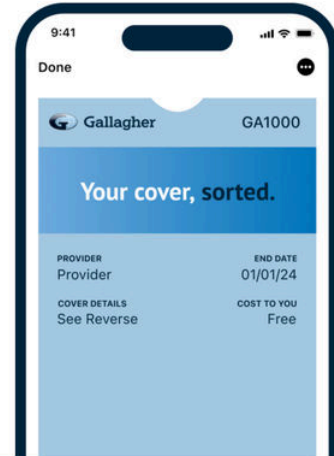 9:41
Done
Gallagher GA1000
Your cover, sorted.
PROVIDER END DATE
Provider 01/01/24
COVER DETAILS COST TO YOU
See Reverse Free